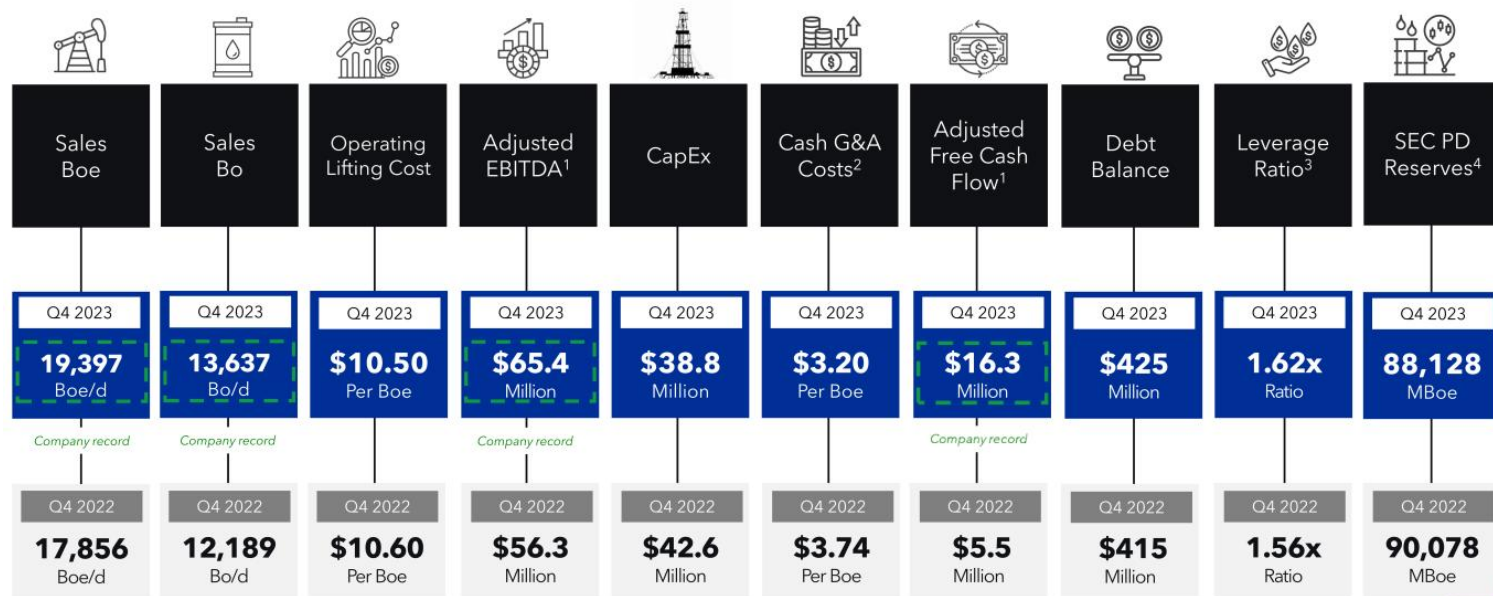 Sales
Boe
Sales
Bo
Operating
Lifting Cost
Adjusted
EBITDA¹
CapEx
Cash G&A
Costs²
Adjusted
Free Cash
Flow¹
Debt
Balance
Leverage
Ratio³
SEC PD
Reserves⁴
Q4 2023
19,397
Boe/d
Company record
Q4 2023
13,637
Bo/d
Company record
Q4 2023
$10.50
Per Boe
Q4 2023
$65.4
Million
Company record
Q4 2023
$38.8
Million
Q4 2023
$3.20
Per Boe
Q4 2023
$16.3
Million
Company record
Q4 2023
$425
Million
Q4 2023
1.62x
Ratio
Q4 2023
88,128
MBoe
Q4 2022
17,856
Boe/d
Q4 2022
12,189
Bo/d
Q4 2022
$10.60
Per Boe
Q4 2022
$56.3
Million
Q4 2022
$42.6
Million
Q4 2022
$3.74
Per Boe
Q4 2022
$5.5
Million
Q4 2022
$415
Million
Q4 2022
1.56x
Ratio
Q4 2022
90,078
MBoe